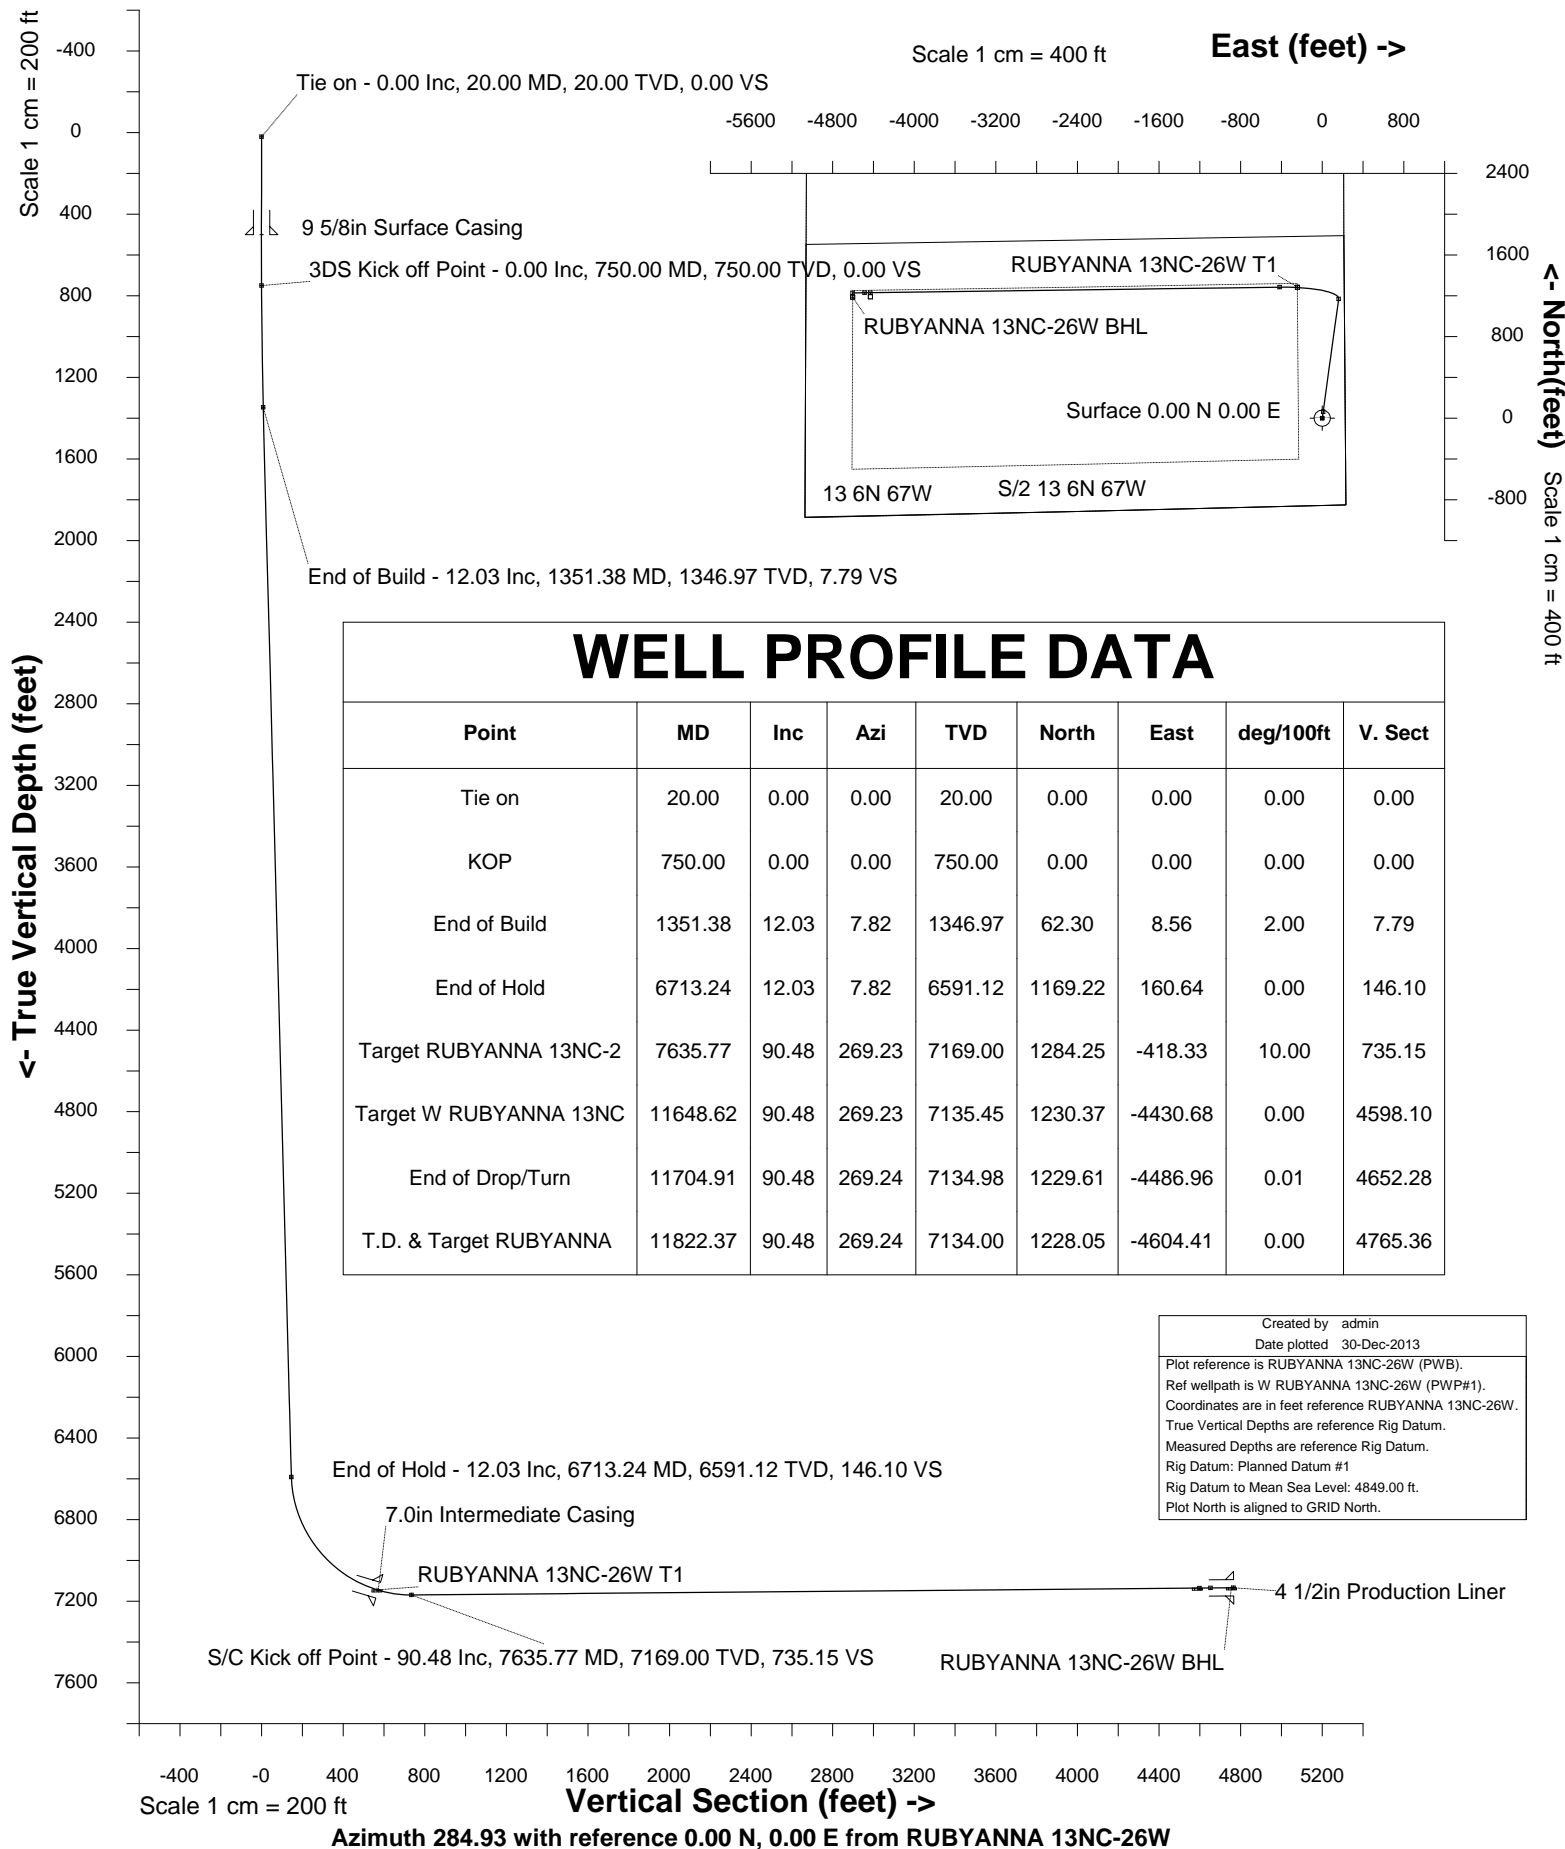 Scale 1 cm = 200 ft
-400
0
400
800
1200
1600
2000
2400
2800
3200
3600
4000
4400
4800
5200
5600
6000
6400
6800
7200
7600
<- True Vertical Depth (feet)
Tie on - 0.00 Inc, 20.00 MD, 20.00 TVD, 0.00 VS
9 5/8in Surface Casing
3DS Kick off Point - 0.00 Inc, 750.00 MD, 750.00 TVD, 0.00 VS
End of Build - 12.03 Inc, 1351.38 MD, 1346.97 TVD, 7.79 VS
Scale 1 cm = 400 ft
East (feet) ->
-5600 -4800 -4000 -3200 -2400 -1600 -800 0 800
2400
1600
800
0
-800
<- North(feet)
Scale 1 cm = 400 ft
RUBYANNA 13NC-26W T1
RUBYANNA 13NC-26W BHL
Surface 0.00 N 0.00 E
13 6N 67W
S/2 13 6N 67W
WELL PROFILE DATA
Point MD Inc Azi TVD North East deg/100ft V. Sect
Tie on 20.00 0.00 0.00 20.00 0.00 0.00 0.00 0.00
KOP 750.00 0.00 0.00 750.00 0.00 0.00 0.00 0.00
End of Build 1351.38 12.03 7.82 1346.97 62.30 8.56 2.00 7.79
End of Hold 6713.24 12.03 7.82 6591.12 1169.22 160.64 0.00 146.10
Target RUBYANNA 13NC-2 7635.77 90.48 269.23 7169.00 1284.25 -418.33 10.00 735.15
Target W RUBYANNA 13NC 11648.62 90.48 269.23 7135.45 1230.37 -4430.68 0.00 4598.10
End of Drop/Turn 11704.91 90.48 269.24 7134.98 1229.61 -4486.96 0.01 4652.28
T.D. & Target RUBYANNA 11822.37 90.48 269.24 7134.00 1228.05 -4604.41 0.00 4765.36
Created by admin
Date plotted 30-Dec-2013
Plot reference is RUBYANNA 13NC-26W (PWB).
Ref wellpath is W RUBYANNA 13NC-26W (PWP#1).
Coordinates are in feet reference RUBYANNA 13NC-26W.
True Vertical Depths are reference Rig Datum.
Measured Depths are reference Rig Datum.
Rig Datum: Planned Datum #1
Rig Datum to Mean Sea Level: 4849.00 ft.
Plot North is aligned to GRID North.
End of Hold - 12.03 Inc, 6713.24 MD, 6591.12 TVD, 146.10 VS
7.0in Intermediate Casing
RUBYANNA 13NC-26W T1
4 1/2in Production Liner
S/C Kick off Point - 90.48 Inc, 7635.77 MD, 7169.00 TVD, 735.15 VS
RUBYANNA 13NC-26W BHL
-400 -0 400 800 1200 1600 2000 2400 2800 3200 3600 4000 4400 4800 5200
Scale 1 cm = 200 ft
Vertical Section (feet) ->
Azimuth 284.93 with reference 0.00 N, 0.00 E from RUBYANNA 13NC-26W